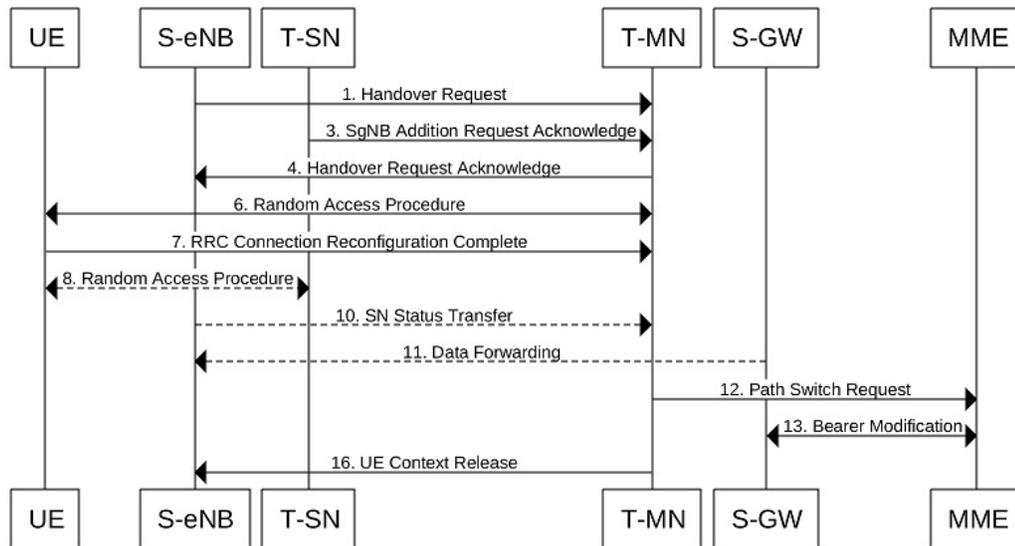 UE S-eNB T-SN T-MN S-GW MME
1. Handover Request
3. SgNB Addition Request Acknowledge
4. Handover Request Acknowledge
6. Random Access Procedure
7. RRC Connection Reconfiguration Complete
8. Random Access Procedure
10. SN Status Transfer
11. Data Forwarding
12. Path Switch Request
13. Bearer Modification
16. UE Context Release
UE S-eNB T-SN T-MN S-GW MME